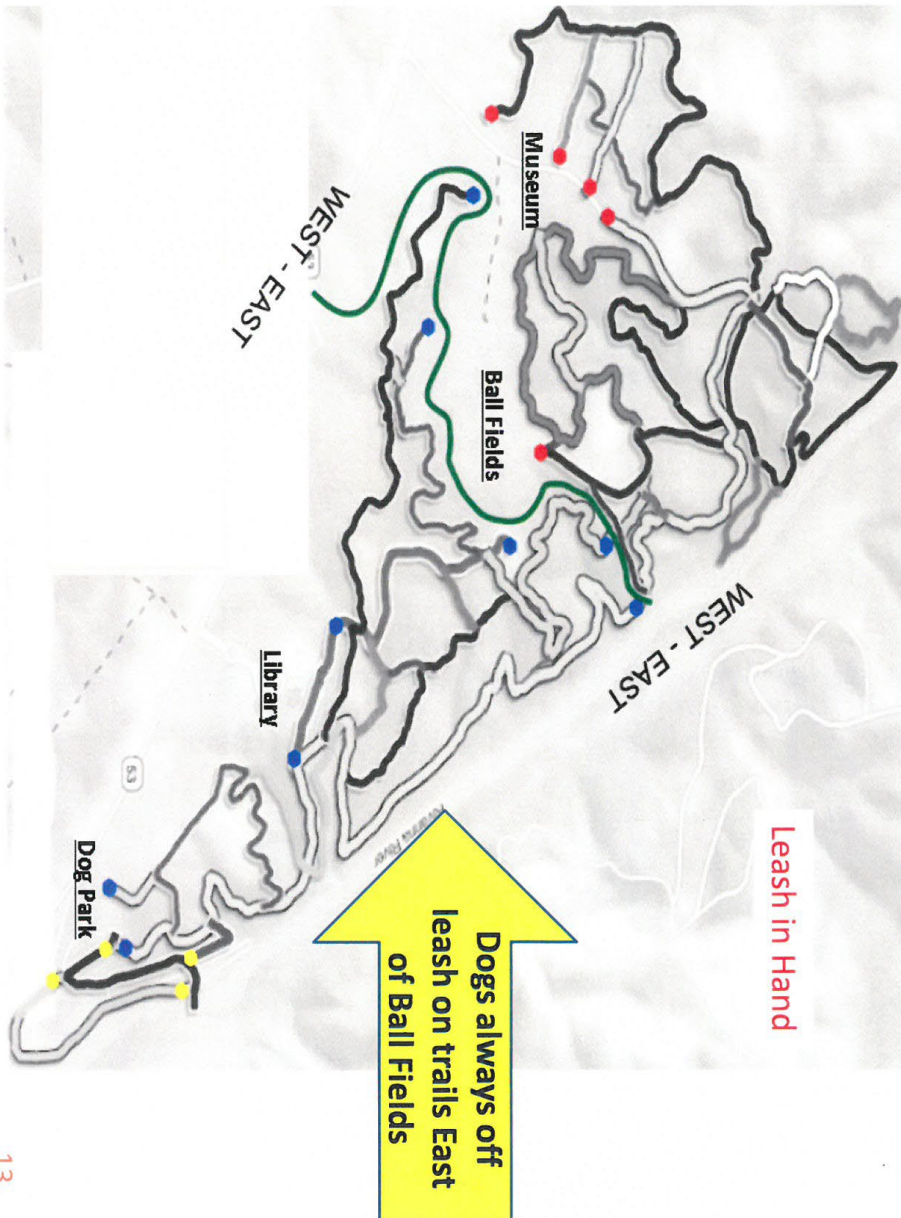 Leash in Hand
Dogs always off
leash on trails East
of Ball Fields
WEST - EAST
River
Museum
Ball Fields
Library
Dog Park
WEST - EAST
53
13